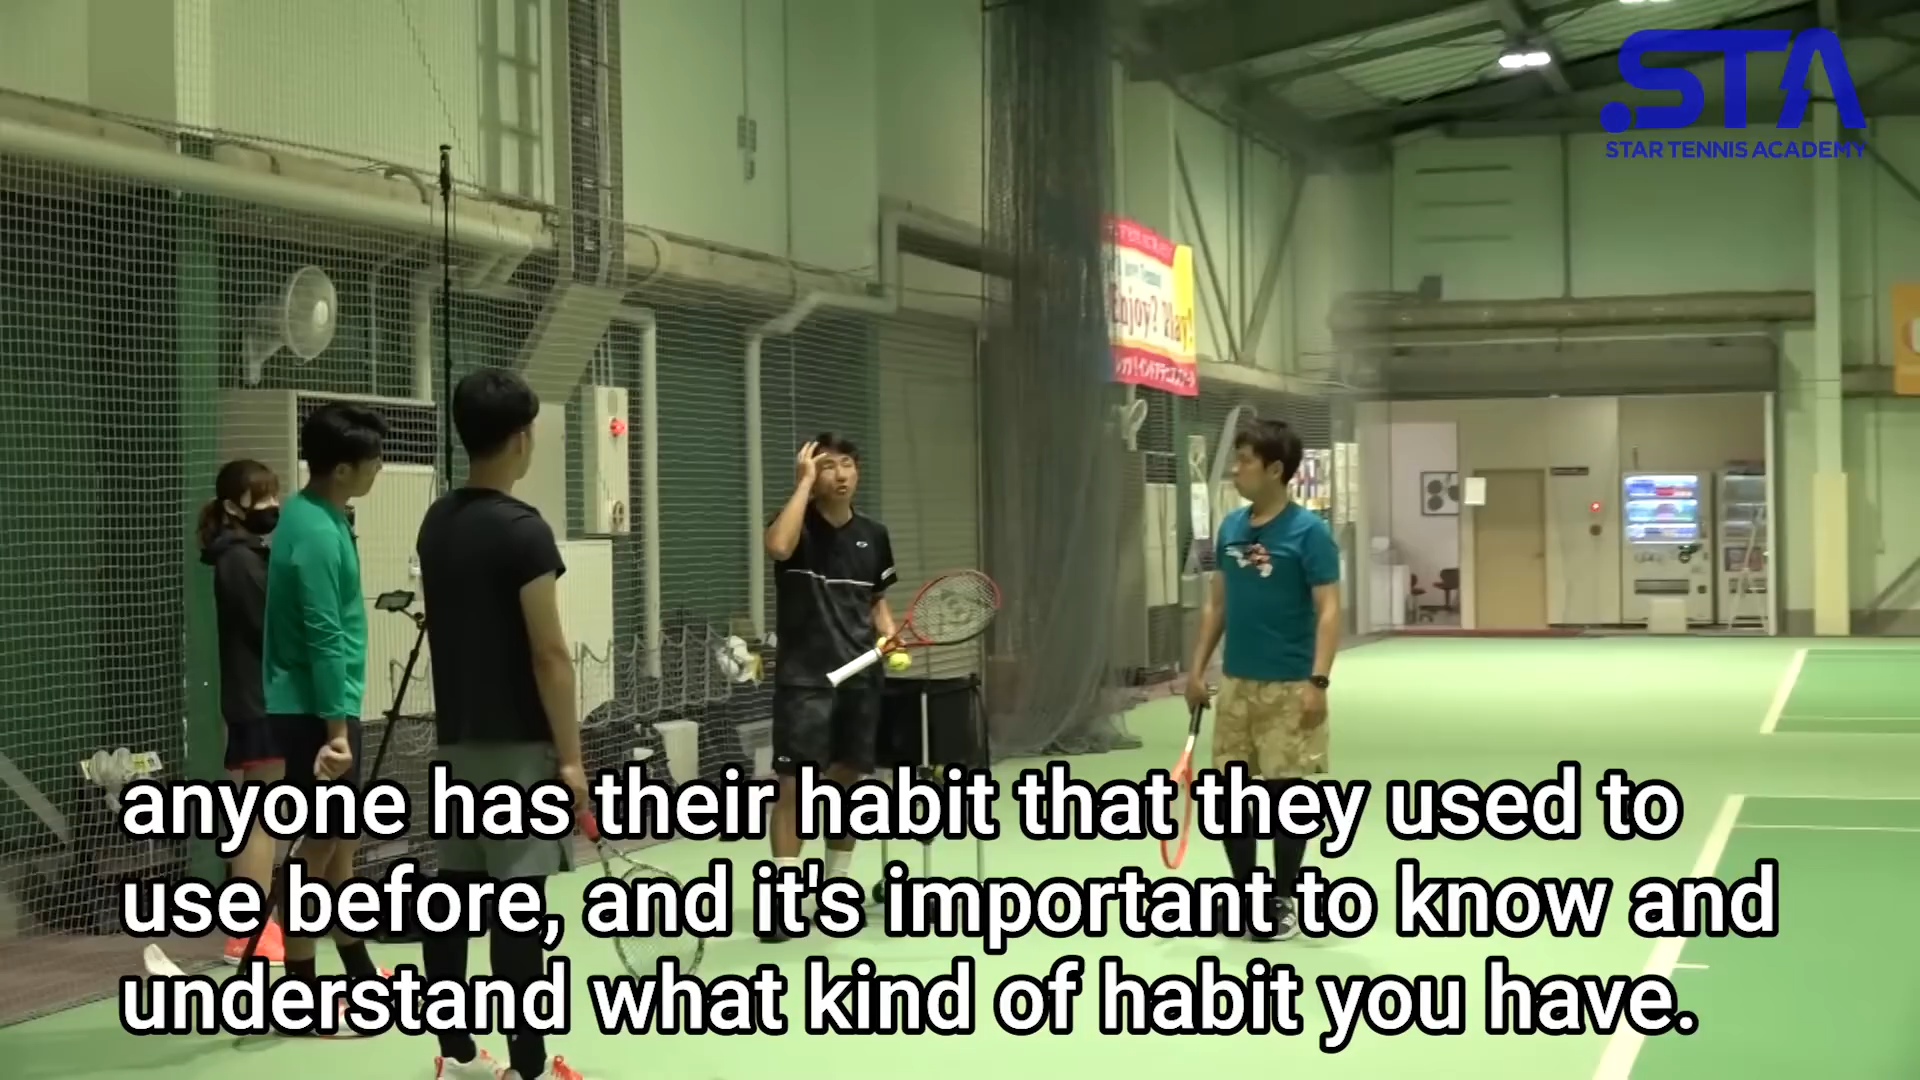 STA
STAR TENNIS ACADEMY
Enjoy? Play?
anyone has their habit that they used to
use before, and it's important to know and
understand what kind of habit you have.